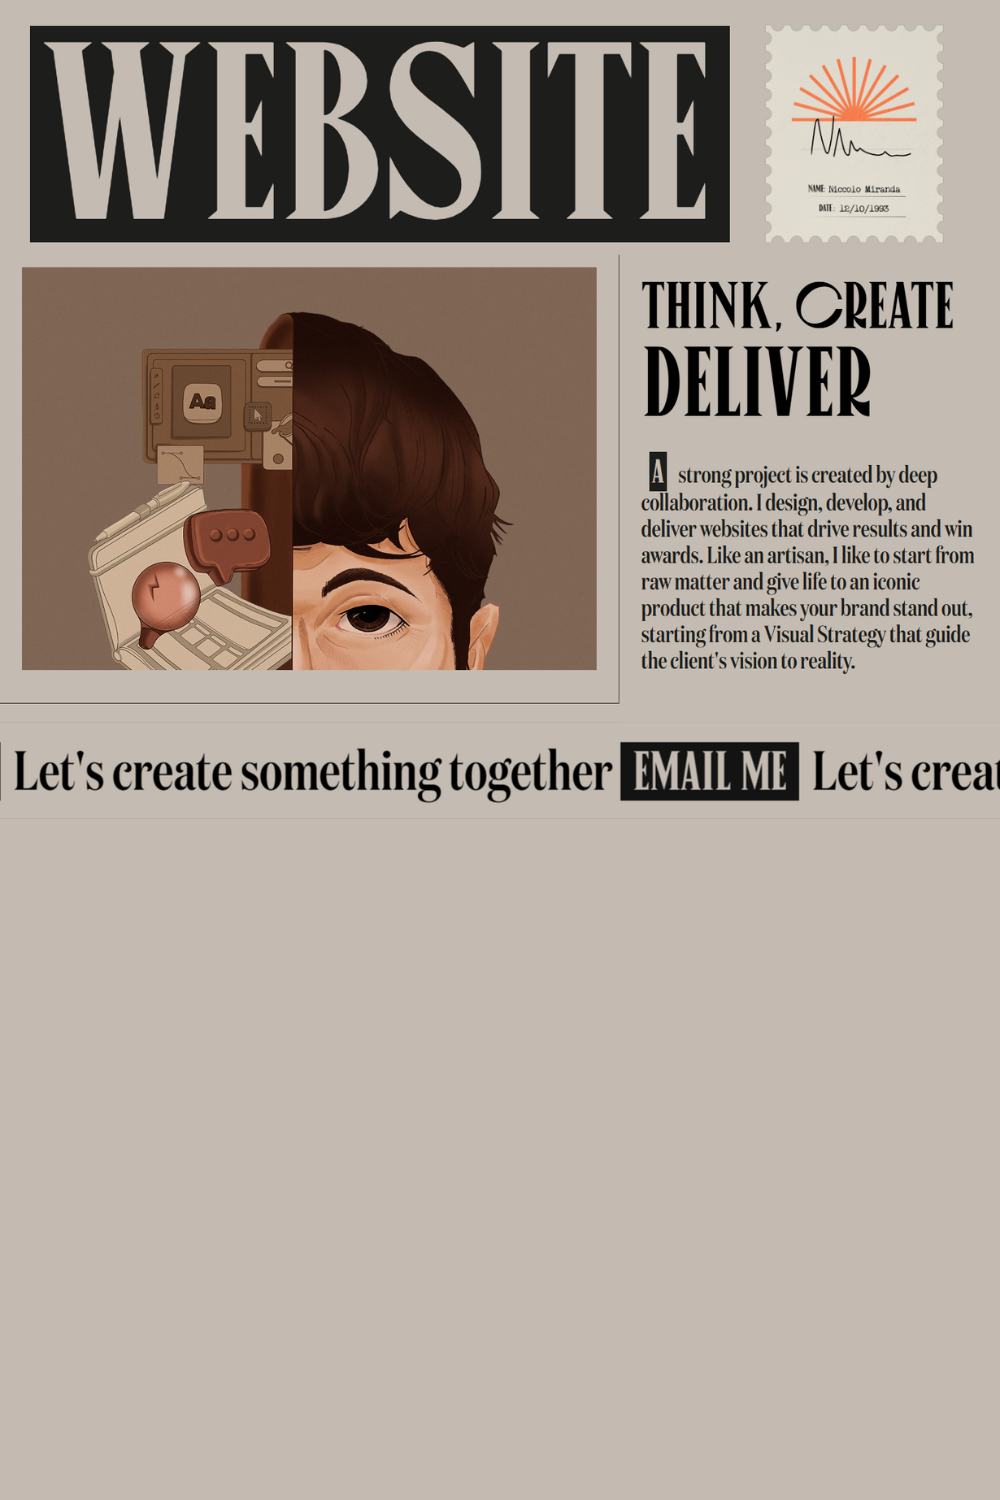 WEBSITE
NAME: Niccolo Miranda
DATE: 12/10/1993
THINK, CREATE
DELIVER
Aa
A strong project is created by deep
collaboration. I design, develop, and
deliver websites that drive results and win
awards. Like an artisan, I like to start from
raw matter and give life to an iconic
product that makes your brand stand out,
starting from a Visual Strategy that guide
the client's vision to reality.
Let's create something together EMAIL ME Let's creat